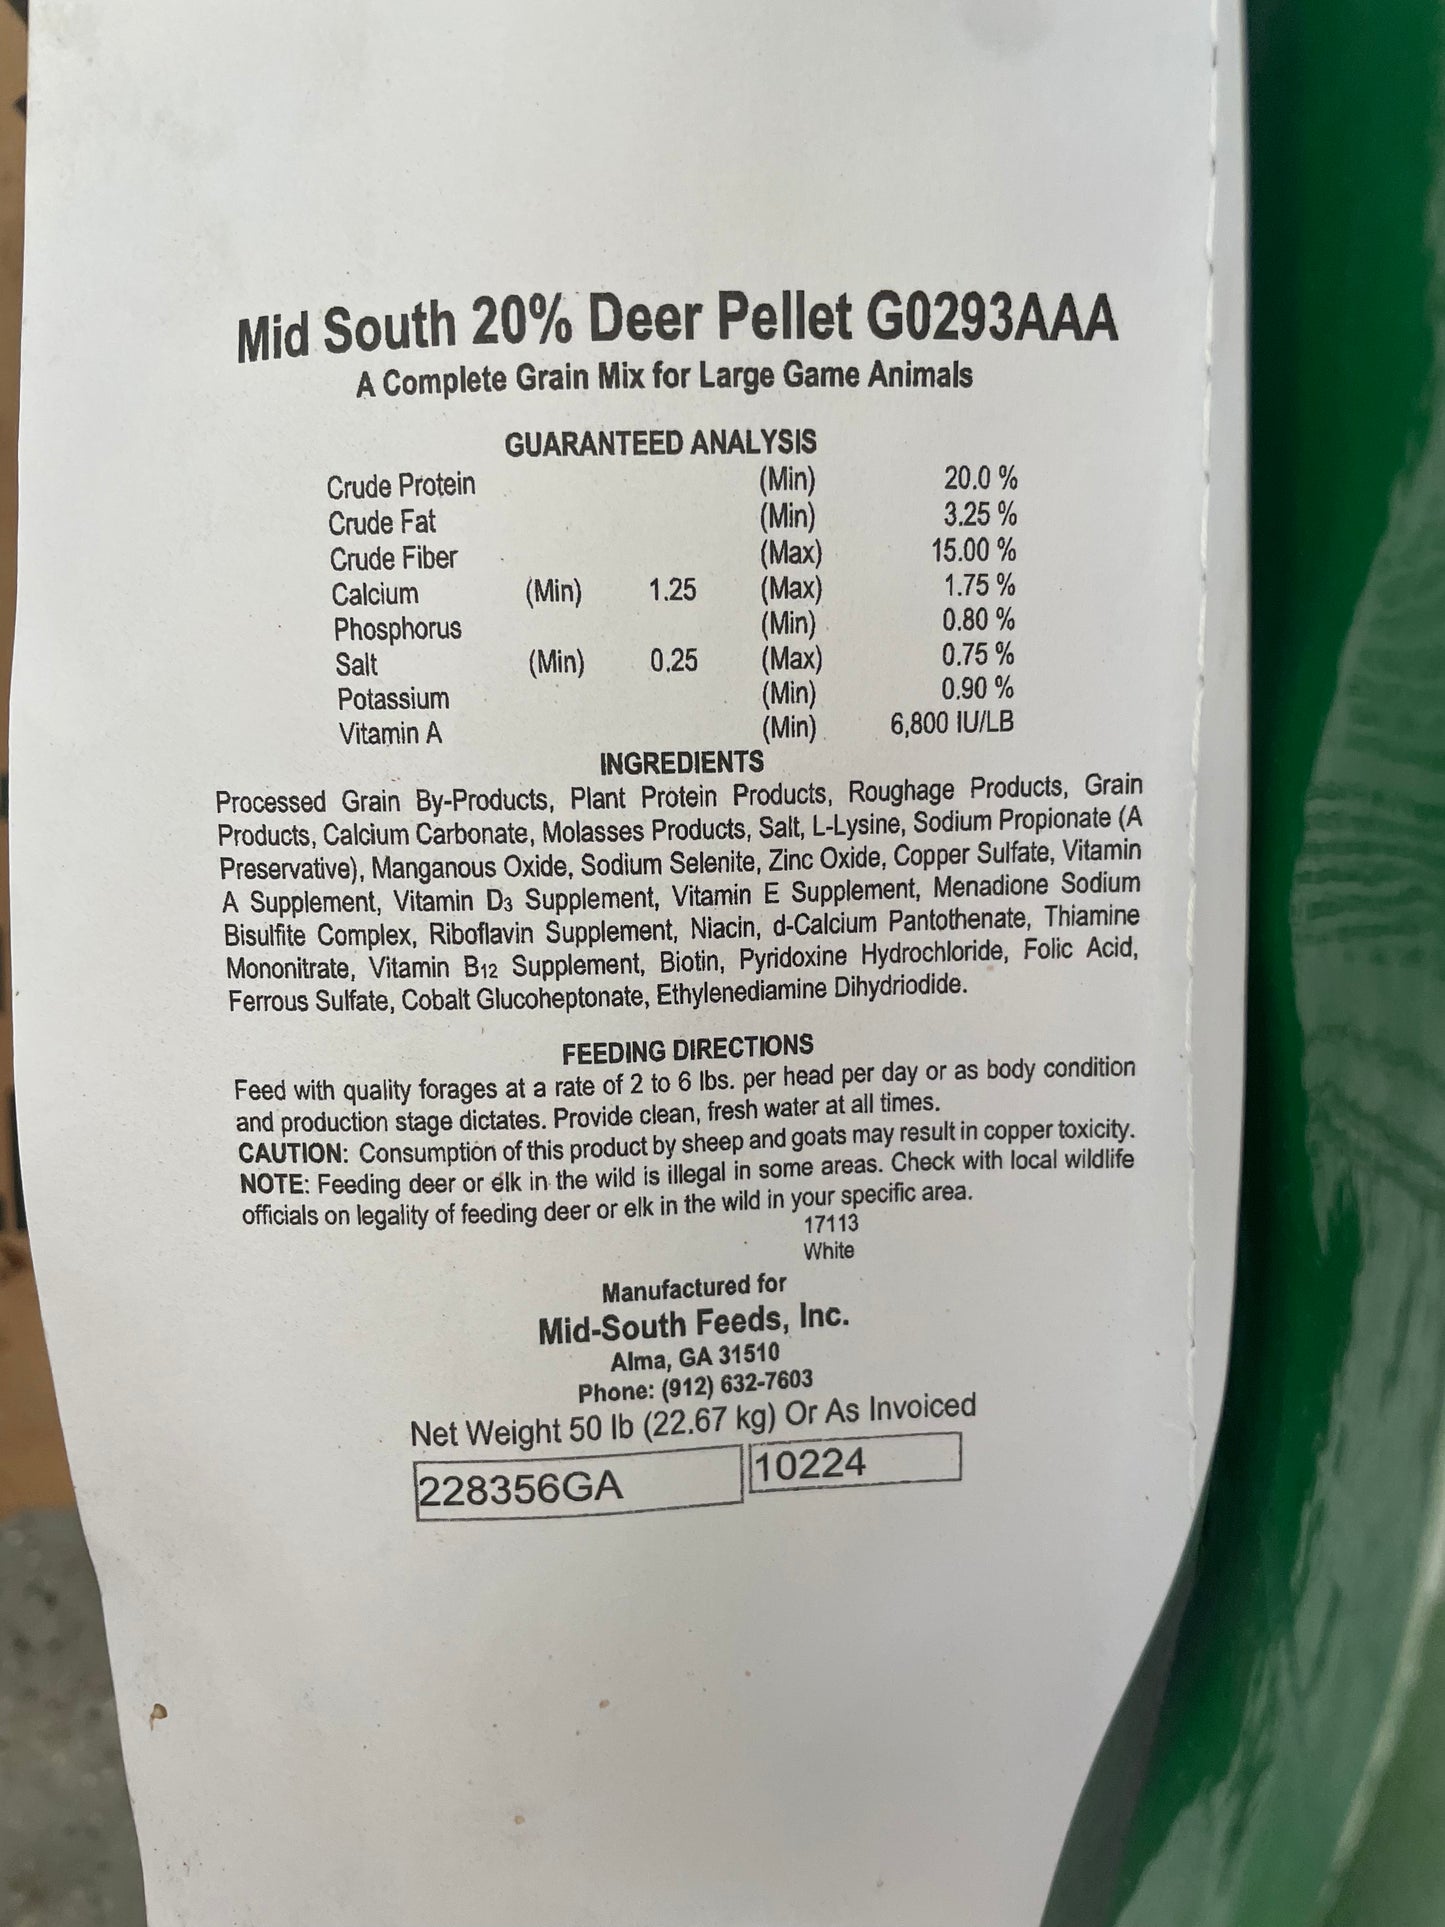 Mid South 20% Deer Pellet G0293AAA
A Complete Grain Mix for Large Game Animals
GUARANTEED ANALYSIS
Crude Protein (Min) 20.0 %
Crude Fat (Min) 3.25 %
Crude Fiber (Max) 15.00 %
Calcium (Min) 1.25 (Max) 1.75 %
Phosphorus (Min) 0.80 %
Salt (Min) 0.25 (Max) 0.75 %
Potassium (Min) 0.90 %
Vitamin A (Min) 6,800 IU/LB
INGREDIENTS
Processed Grain By-Products, Plant Protein Products, Roughage Products, Grain
Products, Calcium Carbonate, Molasses Products, Salt, L-Lysine, Sodium Propionate (A
Preservative), Manganous Oxide, Sodium Selenite, Zinc Oxide, Copper Sulfate, Vitamin
A Supplement, Vitamin D3 Supplement, Vitamin E Supplement, Menadione Sodium
Bisulfite Complex, Riboflavin Supplement, Niacin, d-Calcium Pantothenate, Thiamine
Mononitrate, Vitamin B12 Supplement, Biotin, Pyridoxine Hydrochloride, Folic Acid,
Ferrous Sulfate, Cobalt Glucoheptonate, Ethylenediamine Dihydriodide.
FEEDING DIRECTIONS
Feed with quality forages at a rate of 2 to 6 lbs. per head per day or as body condition
and production stage dictates. Provide clean, fresh water at all times.
CAUTION: Consumption of this product by sheep and goats may result in copper toxicity.
NOTE: Feeding deer or elk in the wild is illegal in some areas. Check with local wildlife
officials on legality of feeding deer or elk in the wild in your specific area.
17113
White
Manufactured for
Mid-South Feeds, Inc.
Alma, GA 31510
Phone: (912) 632-7603
Net Weight 50 lb (22.67 kg) Or As Invoiced
228356GA 10224